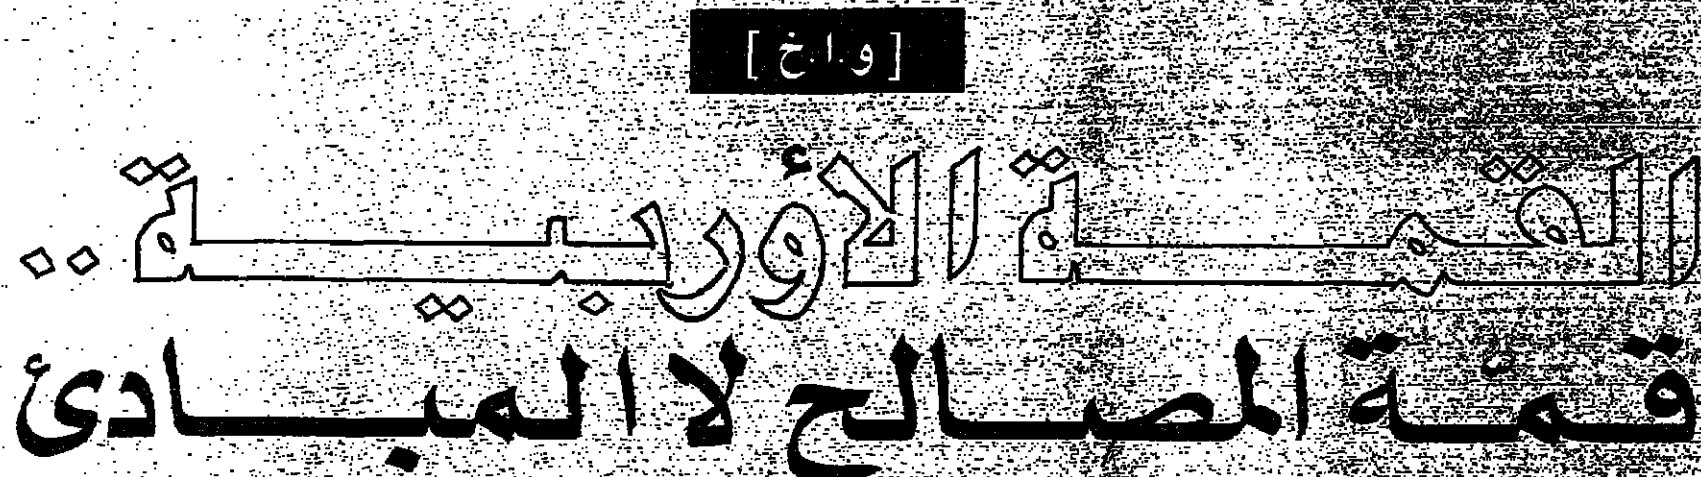 [ و.ا.خ ]
القمة الأوربية ..
قمة المصالح لا المبادئ